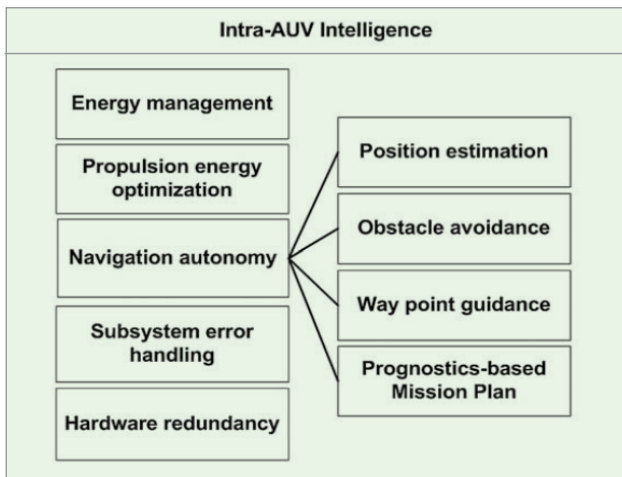 Intra-AUV Intelligence
Energy management
Propulsion energy
optimization
Navigation autonomy
Subsystem error
handling
Hardware redundancy
Position estimation
Obstacle avoidance
Way point guidance
Prognostics-based
Mission Plan